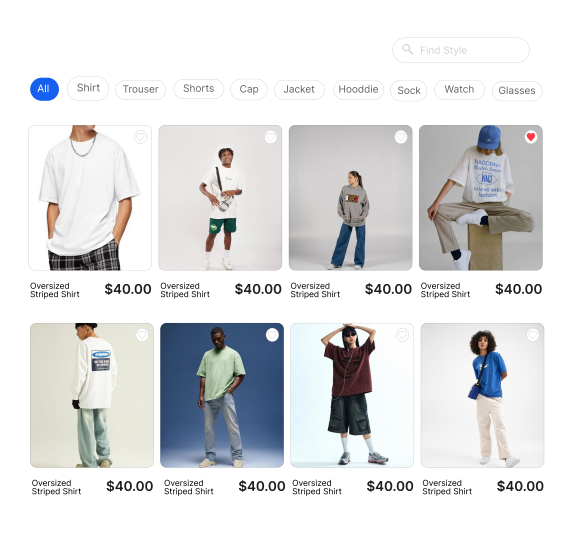 Find Style
All Shirt Trouser Shorts Cap Jacket Hooddie Sock Watch Glasses
Oversized
Striped Shirt $40.00
Oversized
Striped Shirt $40.00
Oversized
Striped Shirt $40.00
Oversized
Striped Shirt $40.00
Oversized
Striped Shirt $40.00
Oversized
Striped Shirt $40.00
Oversized
Striped Shirt $40.00
Oversized
Striped Shirt $40.00